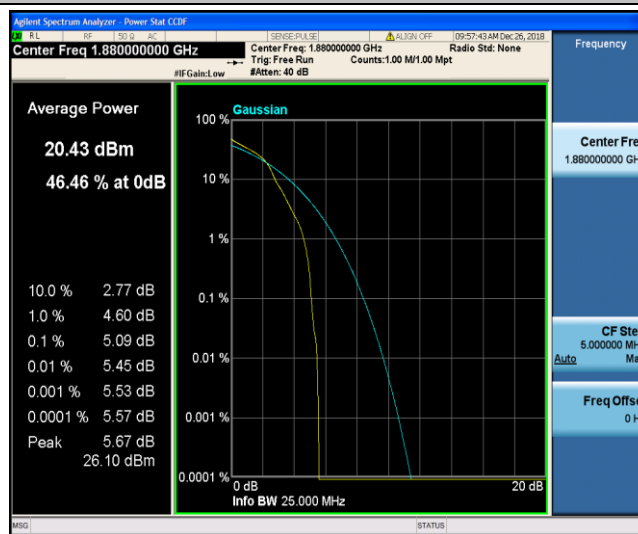 Agilent Spectrum Analyzer - Power Stat CCDF
RL RF 50 Ω AC SENSE:PULSE ALIGN OFF 09:57:43 AM Dec 26, 2018
Center Freq 1.880000000 GHz
Center Freq: 1.880000000 GHz Radio Std: None
Trig: Free Run Counts:1.00 M/1.00 Mpt
#IFGain:Low #Atten: 40 dB
Frequency
Average Power
20.43 dBm
46.46 % at 0dB
10.0 % 2.77 dB
1.0 % 4.60 dB
0.1 % 5.09 dB
0.01 % 5.45 dB
0.001 % 5.53 dB
0.0001 % 5.57 dB
Peak 5.67 dB
26.10 dBm
Gaussian
100 %
10 %
1 %
0.1 %
0.01 %
0.001 %
0.0001 %
0 dB 20 dB
Info BW 25.000 MHz
Center Fre
1.880000000 GH
CF Ste
5.000000 MH
Auto Ma
Freq Offs
0 H
MSG STATUS